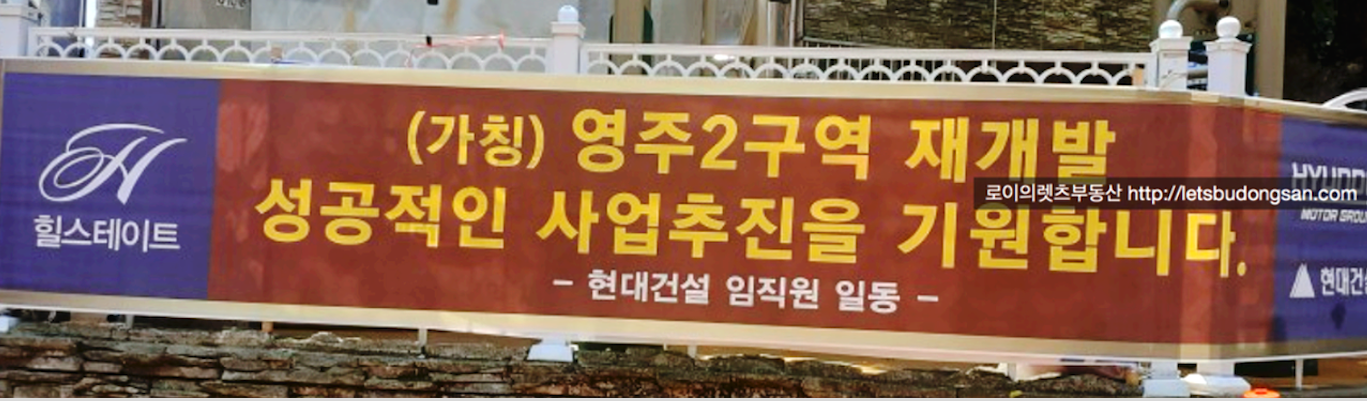 (가칭) 영주2구역 재개발
성공적인 사업추진을 기원합니다.
- 현대건설 임직원 일동 -
힐스테이트
로이의렛츠부동산 http://letsbudongsan.com
MOTOR